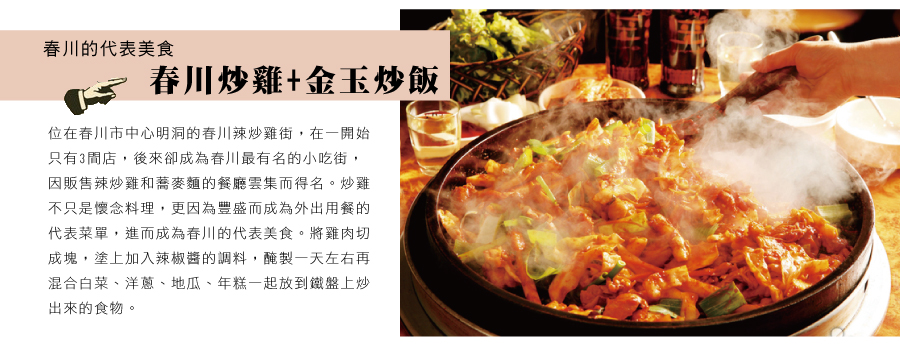 春川的代表美食
春川炒雞+金玉炒飯
位在春川市中心明洞的春川辣炒雞街，在一開始
只有3間店，後來卻成為春川最有名的小吃街，
因販售辣炒雞和蕎麥麵的餐廳雲集而得名。炒雞
不只是懷念料理，更因為豐盛而成為外出用餐的
代表菜單，進而成為春川的代表美食。將雞肉切
成塊，塗上加入辣椒醬的調料，醃製一天左右再
混合白菜、洋蔥、地瓜、年糕一起放到鐵盤上炒
出來的食物。